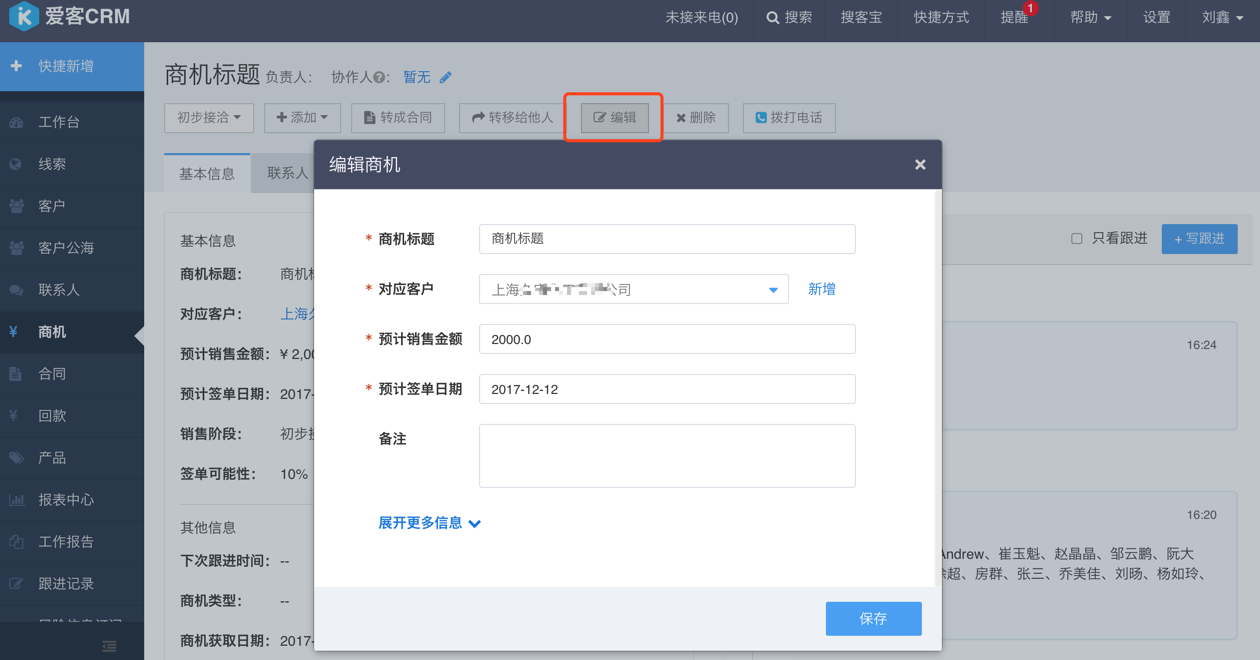 爱客CRM
未接来电(0) 搜索 搜客宝 快捷方式 提醒 1 帮助 设置 刘鑫
快捷新增
工作台
线索
客户
客户公海
联系人
商机
合同
回款
产品
报表中心
工作报告
跟进记录
商机标题 负责人: 协作人: 暂无
初步接洽 添加 转成合同 转移给他人 编辑 删除 拨打电话
基本信息 联系人
只看跟进 + 写跟进
基本信息
商机标题: 商机
对应客户: 上海
预计销售金额: ¥ 2,00
预计签单日期: 2017-
销售阶段: 初步
签单可能性: 10%
其他信息
下次跟进时间: --
商机类型: --
商机获取日期: 2017-
编辑商机 ×
* 商机标题 商机标题
* 对应客户 上海 公司 新增
* 预计销售金额 2000.0
* 预计签单日期 2017-12-12
备注
展开更多信息
保存
16:24
16:20
Andrew、崔玉魁、赵晶晶、邹云鹏、阮大
超、房群、张三、乔美佳、刘旸、杨如玲、